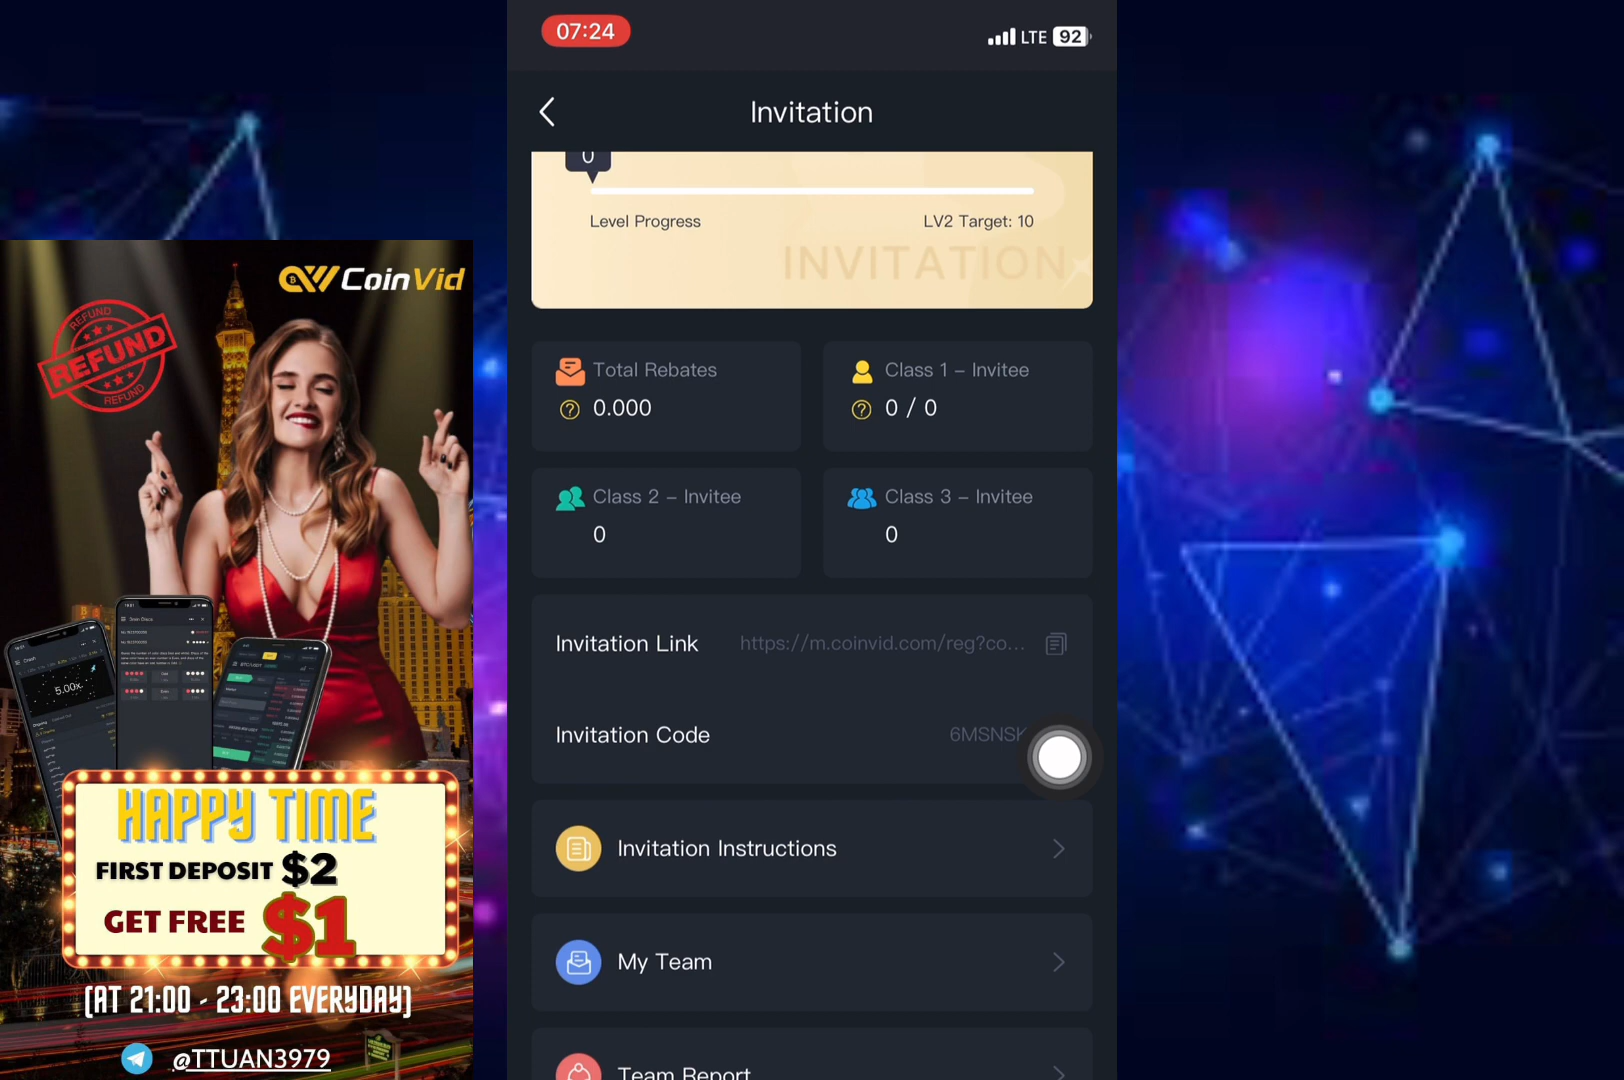 CoinVid
REFUND
REFUND
REFUND
5.00x
HAPPY TIME
FIRST DEPOSIT $2
GET FREE $1
(AT 21:00 - 23:00 EVERYDAY)
@TTUAN3979
07:24
LTE 92
Invitation
0
Level Progress
LV2 Target: 10
INVITATION
Total Rebates
0.000
Class 1 – Invitee
0 / 0
Class 2 – Invitee
0
Class 3 – Invitee
0
Invitation Link https://m.coinvid.com/reg?co...
Invitation Code 6MSNSK
Invitation Instructions
My Team
Team Report